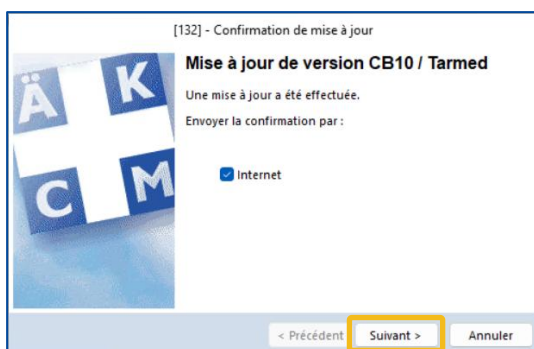 [132] - Confirmation de mise à jour
Mise à jour de version CB10 / Tarmed
Une mise à jour a été effectuée.
Envoyer la confirmation par :
Internet
Ä K
C M
< Précédent Suivant > Annuler